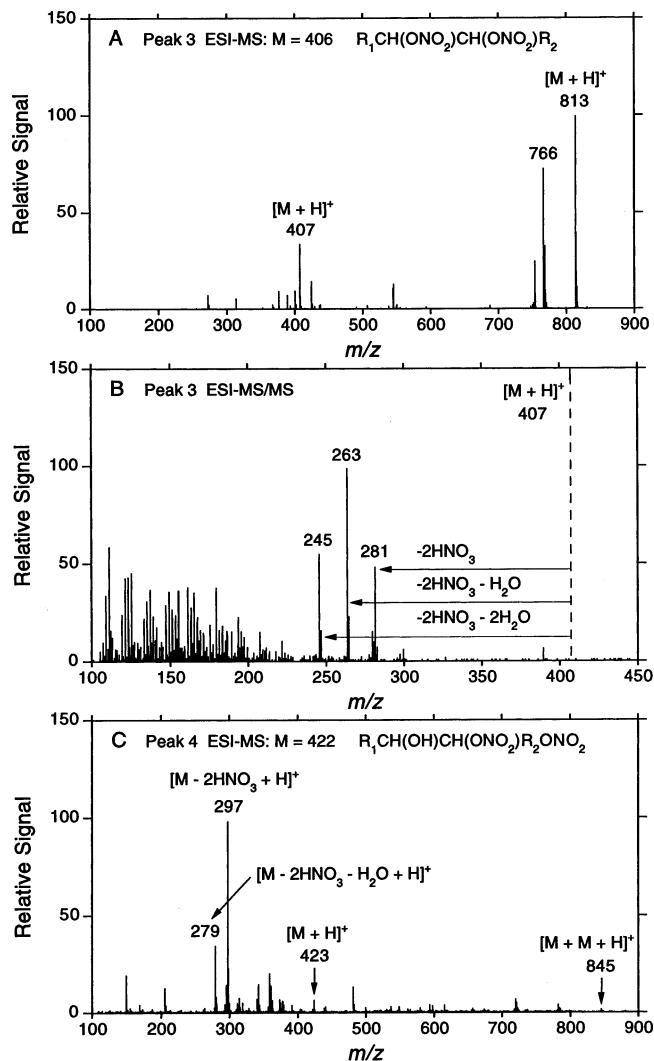 A Peak 3 ESI-MS: M = 406 R₁CH(ONO₂)CH(ONO₂)R₂
[M + H]⁺
813
766
[M + H]⁺
407
150
100
50
0
Relative Signal
100 200 300 400 500 600 700 800 900
m/z
B Peak 3 ESI-MS/MS
[M + H]⁺
407
263
245
281
-2HNO₃
-2HNO₃ - H₂O
-2HNO₃ - 2H₂O
150
100
50
0
Relative Signal
100 150 200 250 300 350 400 450
m/z
C Peak 4 ESI-MS: M = 422 R₁CH(OH)CH(ONO₂)R₂ONO₂
[M - 2HNO₃ + H]⁺
297
[M - 2HNO₃ - H₂O + H]⁺
279
[M + H]⁺
423
[M + M + H]⁺
845
150
100
50
0
Relative Signal
100 200 300 400 500 600 700 800 900
m/z